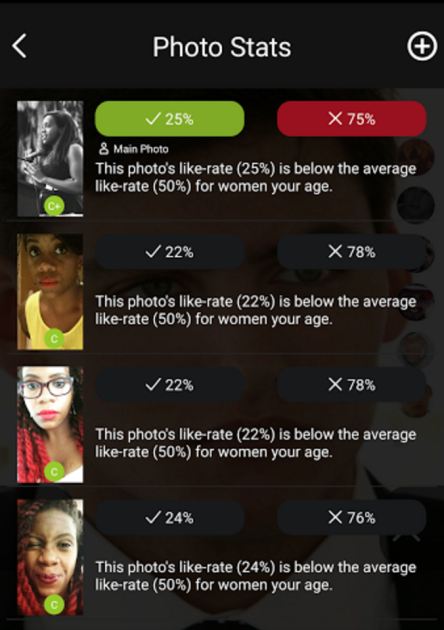 Photo Stats
25% 75%
Main Photo
This photo's like-rate (25%) is below the average
like-rate (50%) for women your age.
C+
22% 78%
This photo's like-rate (22%) is below the average
like-rate (50%) for women your age.
C
22% 78%
This photo's like-rate (22%) is below the average
like-rate (50%) for women your age.
C
24% 76%
This photo's like-rate (24%) is below the average
like-rate (50%) for women your age.
C